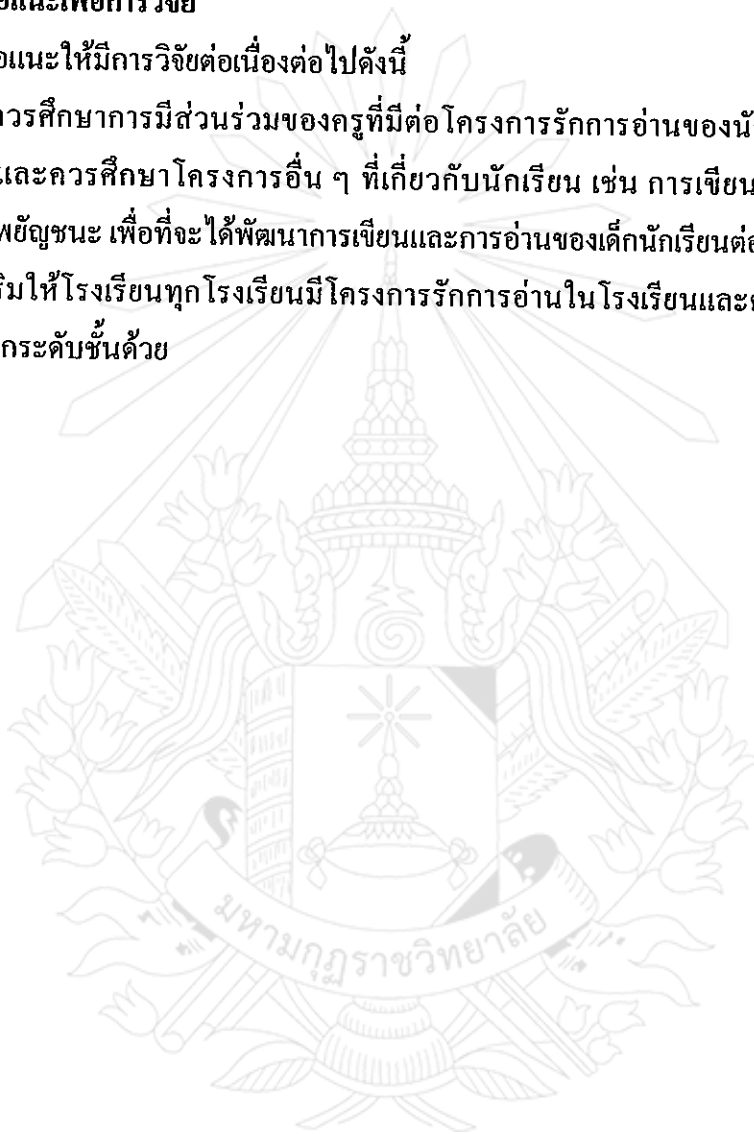 อแนะเพื่อการวิจัย
อแนะให้มีการวิจัยต่อเนื่องต่อไปดังนี้
ควรศึกษาการมีส่วนร่วมของครูที่มีต่อโครงการรักการอ่านของนั
และควรศึกษาโครงการอื่น ๆ ที่เกี่ยวกับนักเรียน เช่น การเขียน
พยัญชนะ เพื่อที่จะได้พัฒนาการเขียนและการอ่านของเด็กนักเรียนต่อ
ริมให้โรงเรียนทุกโรงเรียนมีโครงการรักการอ่านในโรงเรียนและ
กระดับชั้นด้วย
มหามกุฏราชวิทยาลัย